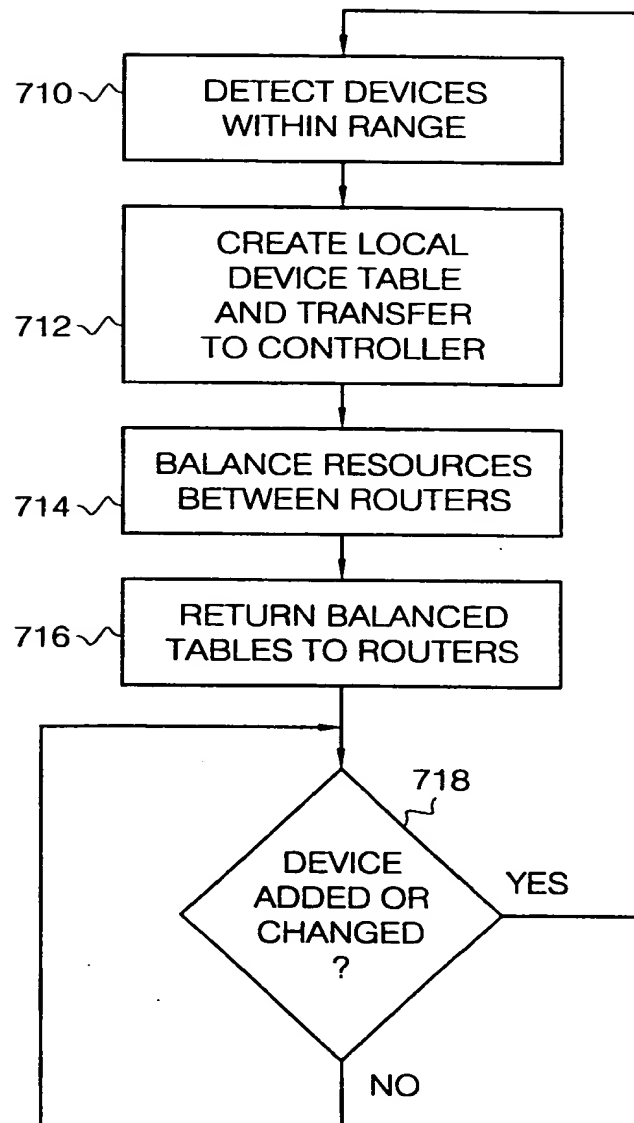 710
DETECT DEVICES
WITHIN RANGE
712
CREATE LOCAL
DEVICE TABLE
AND TRANSFER
TO CONTROLLER
714
BALANCE RESOURCES
BETWEEN ROUTERS
716
RETURN BALANCED
TABLES TO ROUTERS
718
DEVICE
ADDED OR
CHANGED
?
YES
NO